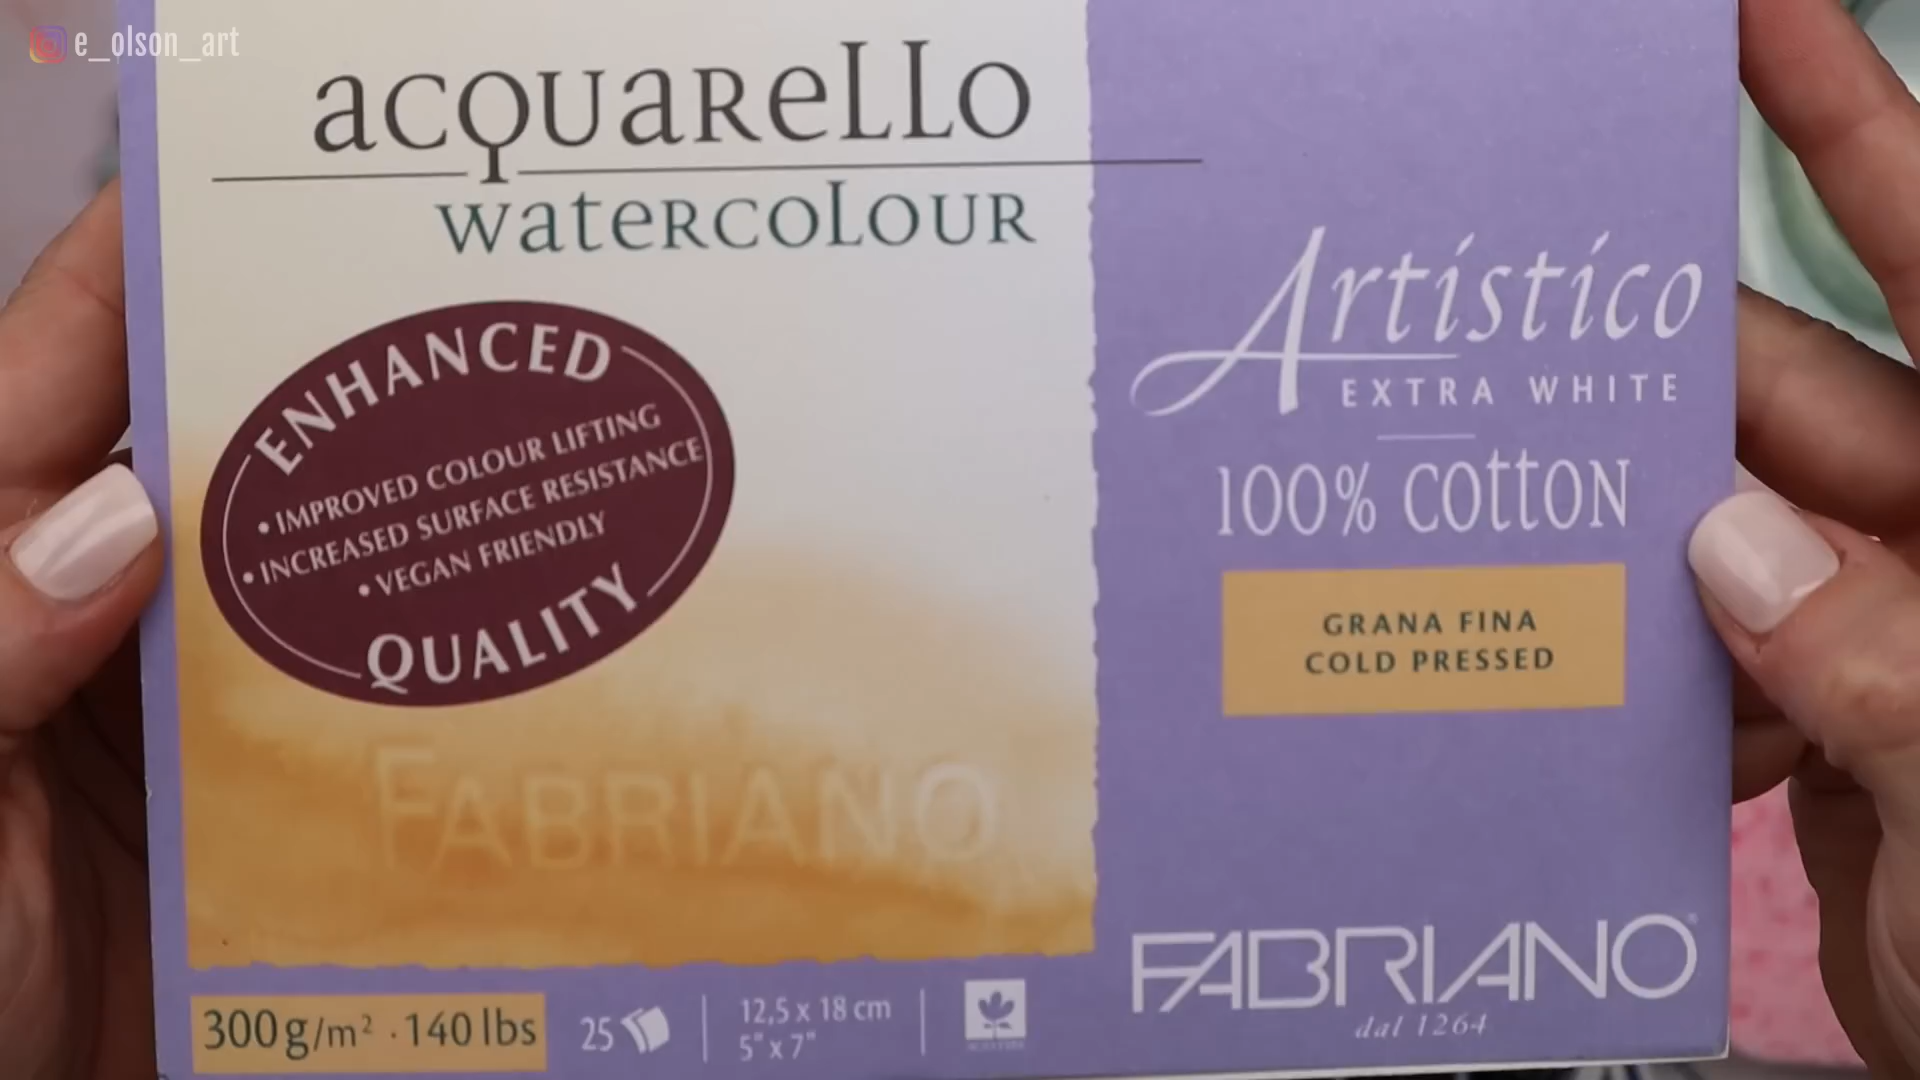 e_olson_art
acquarello
watercolour
ENHANCED
• IMPROVED COLOUR LIFTING
• INCREASED SURFACE RESISTANCE
• VEGAN FRIENDLY
QUALITY
FABRIANO
Artistico
EXTRA WHITE
100% COTTON
GRANA FINA
COLD PRESSED
FABRIANO
dal 1264
300g/m² · 140 lbs
25
12,5 x 18 cm
5" x 7"